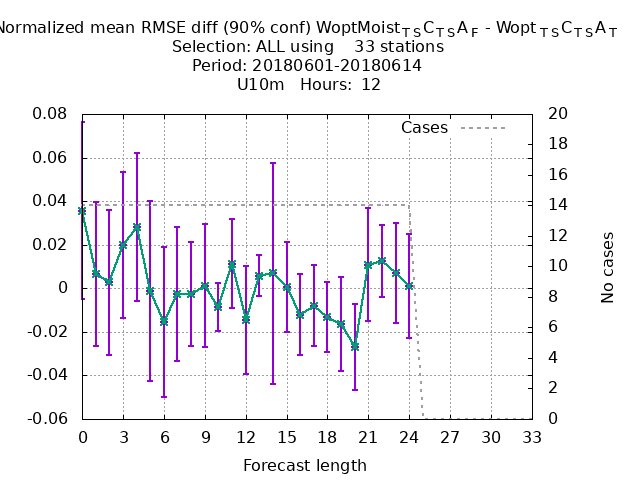 Normalized mean RMSE diff (90% conf) WoptMoistTSCTSAF - WoptTSCTSAT
Selection: ALL using 33 stations
Period: 20180601-20180614
U10m Hours: 12
Cases
0.08
0.06
0.04
0.02
0
-0.02
-0.04
-0.06
20
18
16
14
12
10
8
6
4
2
0
No cases
0 3 6 9 12 15 18 21 24 27 30 33
Forecast length